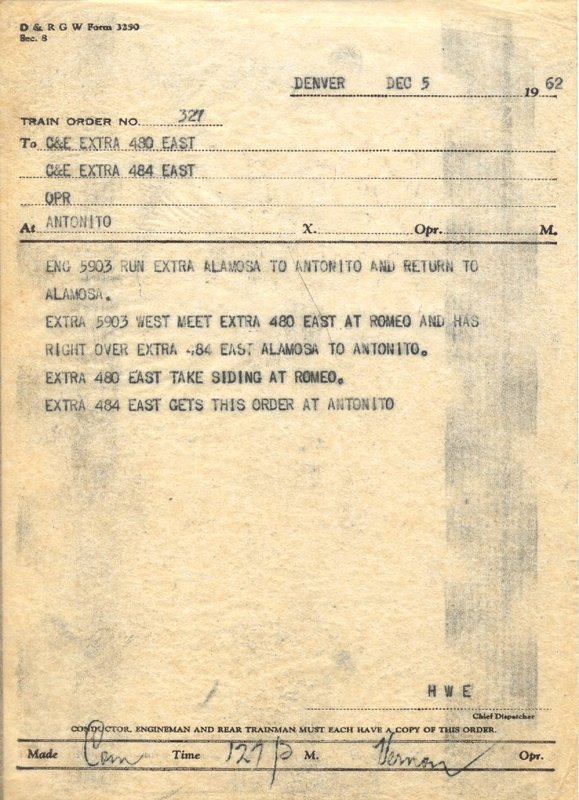 D & R G W Form 3290
Sec. 8
DENVER DEC 5 1962
TRAIN ORDER NO. 327
To C&E EXTRA 480 EAST
C&E EXTRA 484 EAST
OPR
At ANTONITO X. Opr. M.
ENG 5903 RUN EXTRA ALAMOSA TO ANTONITO AND RETURN TO
ALAMOSA.
EXTRA 5903 WEST MEET EXTRA 480 EAST AT ROMEO AND HAS
RIGHT OVER EXTRA 484 EAST ALAMOSA TO ANTONITO.
EXTRA 480 EAST TAKE SIDING AT ROMEO.
EXTRA 484 EAST GETS THIS ORDER AT ANTONITO
H W E
Chief Dispatcher
CONDUCTOR, ENGINEMAN AND REAR TRAINMAN MUST EACH HAVE A COPY OF THIS ORDER.
Made Com Time 127 P M. Vernon Opr.